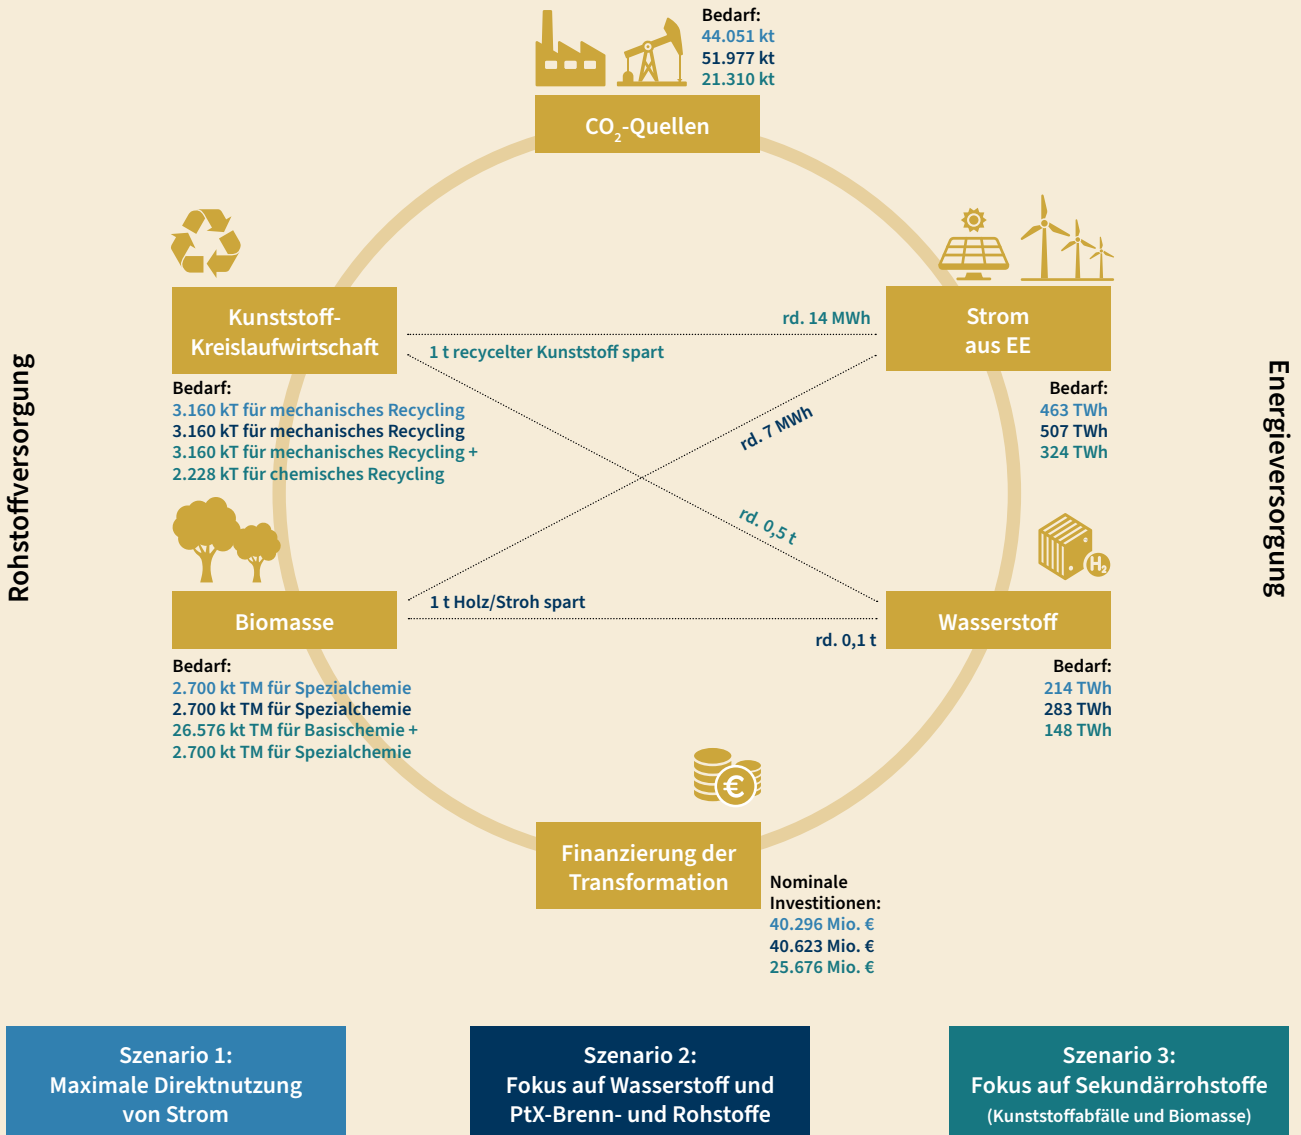 Bedarf:
44.051 kt
51.977 kt
21.310 kt
CO₂-Quellen
Rohstoffversorgung
Energieversorgung
Kunststoff-
Kreislaufwirtschaft
Bedarf:
3.160 kT für mechanisches Recycling
3.160 kT für mechanisches Recycling
3.160 kT für mechanisches Recycling +
2.228 kT für chemisches Recycling
rd. 14 MWh
1 t recycelter Kunststoff spart
rd. 7 MWh
rd. 0,5 t
Strom
aus EE
Bedarf:
463 TWh
507 TWh
324 TWh
H₂
Biomasse
1 t Holz/Stroh spart
rd. 0,1 t
Wasserstoff
Bedarf:
2.700 kt TM für Spezialchemie
2.700 kt TM für Spezialchemie
26.576 kt TM für Basischemie +
2.700 kt TM für Spezialchemie
Bedarf:
214 TWh
283 TWh
148 TWh
€
Finanzierung der
Transformation
Nominale
Investitionen:
40.296 Mio. €
40.623 Mio. €
25.676 Mio. €
Szenario 1:
Maximale Direktnutzung
von Strom
Szenario 2:
Fokus auf Wasserstoff und
PtX-Brenn- und Rohstoffe
Szenario 3:
Fokus auf Sekundärrohstoffe
(Kunststoffabfälle und Biomasse)